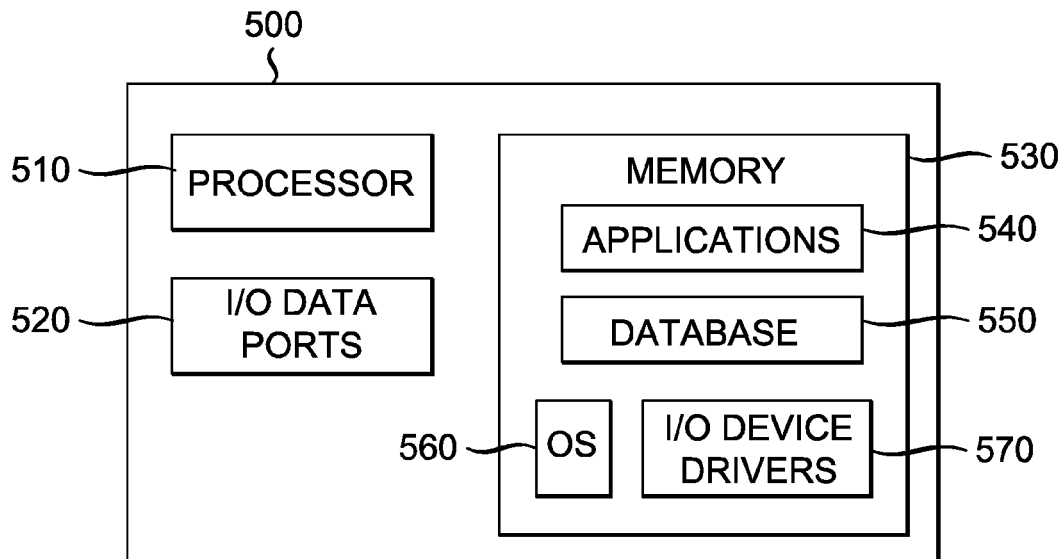 500
510
PROCESSOR
520
I/O DATA
PORTS
MEMORY
530
APPLICATIONS
540
DATABASE
550
560
OS
I/O DEVICE
DRIVERS
570